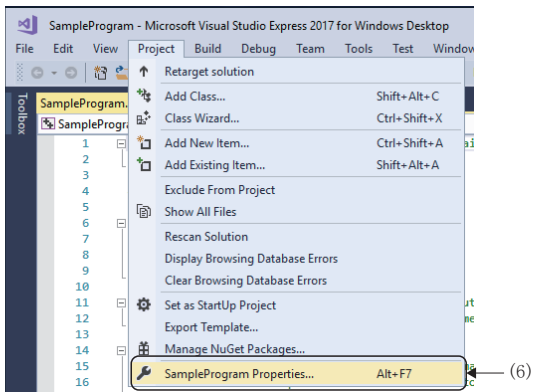 SampleProgram - Microsoft Visual Studio Express 2017 for Windows Desktop
File Edit View Project Build Debug Team Tools Test Window
Toolbox
SampleProgram.
SampleProgra
Retarget solution
Add Class... Shift+Alt+C
Class Wizard... Ctrl+Shift+X
Add New Item... Ctrl+Shift+A
Add Existing Item... Shift+Alt+A
Exclude From Project
Show All Files
Rescan Solution
Display Browsing Database Errors
Clear Browsing Database Errors
Set as StartUp Project
Export Template...
Manage NuGet Packages...
SampleProgram Properties... Alt+F7
(6)
1
2
3
4
5
6
7
8
9
10
11
12
13
14
15
16